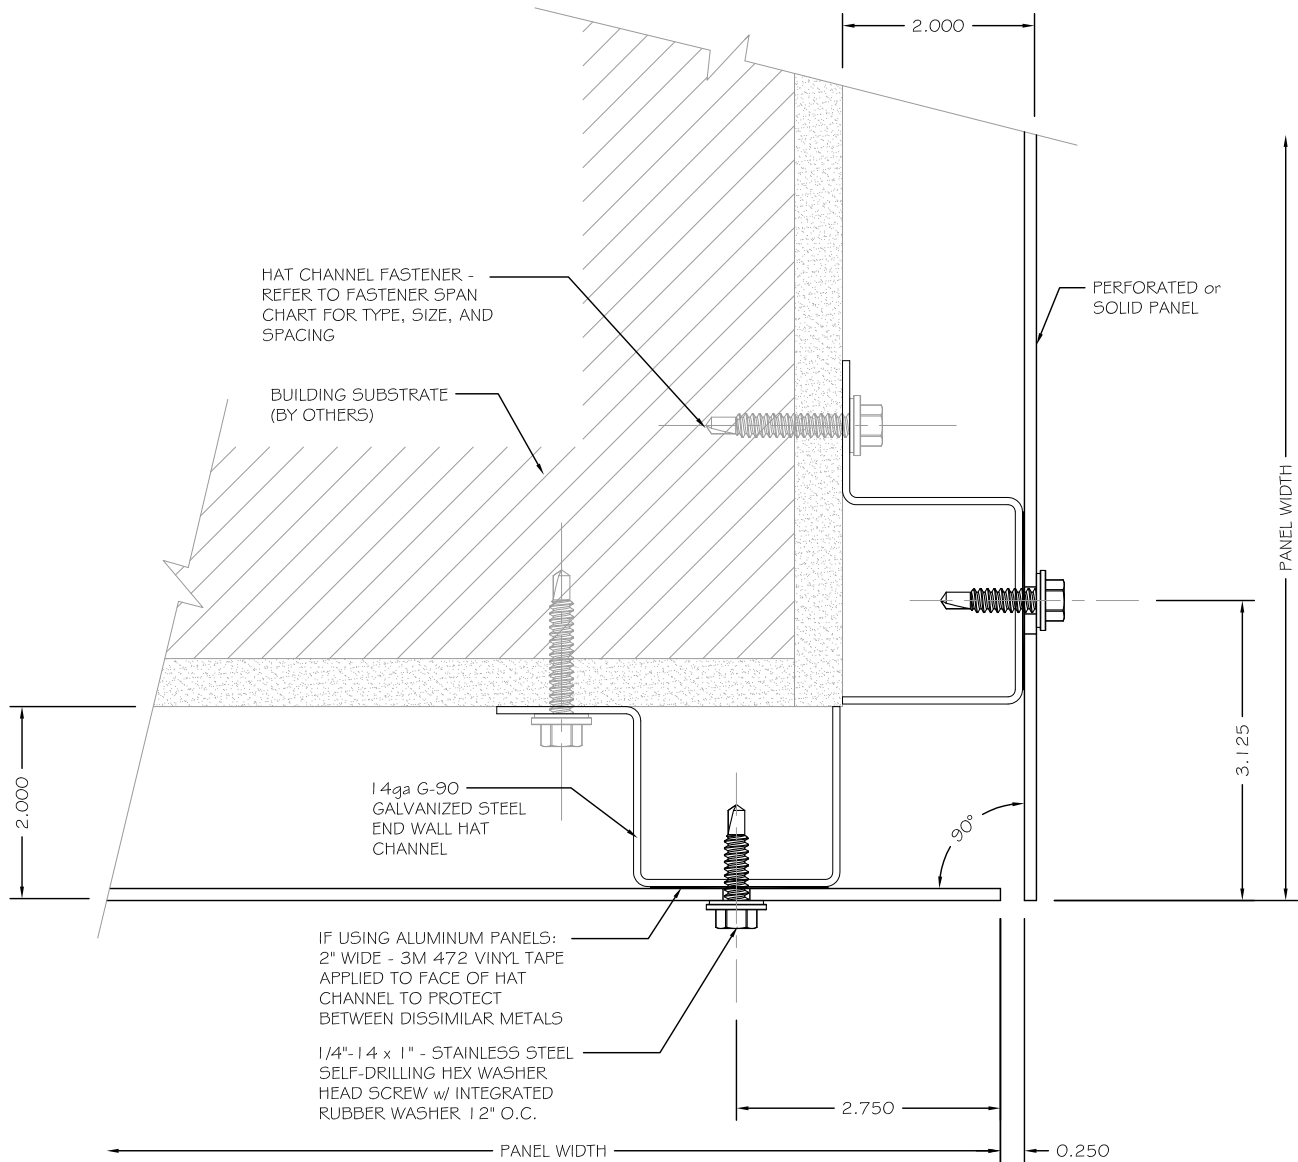 2.000
HAT CHANNEL FASTENER -
REFER TO FASTENER SPAN
CHART FOR TYPE, SIZE, AND
SPACING
PERFORATED or
SOLID PANEL
BUILDING SUBSTRATE
(BY OTHERS)
PANEL WIDTH
3.125
2.000
14ga G-90
GALVANIZED STEEL
END WALL HAT
CHANNEL
90°
IF USING ALUMINUM PANELS:
2" WIDE - 3M 472 VINYL TAPE
APPLIED TO FACE OF HAT
CHANNEL TO PROTECT
BETWEEN DISSIMILAR METALS
1/4"-14 x 1" - STAINLESS STEEL
SELF-DRILLING HEX WASHER
HEAD SCREW w/ INTEGRATED
RUBBER WASHER 12" O.C.
2.750
PANEL WIDTH
0.250